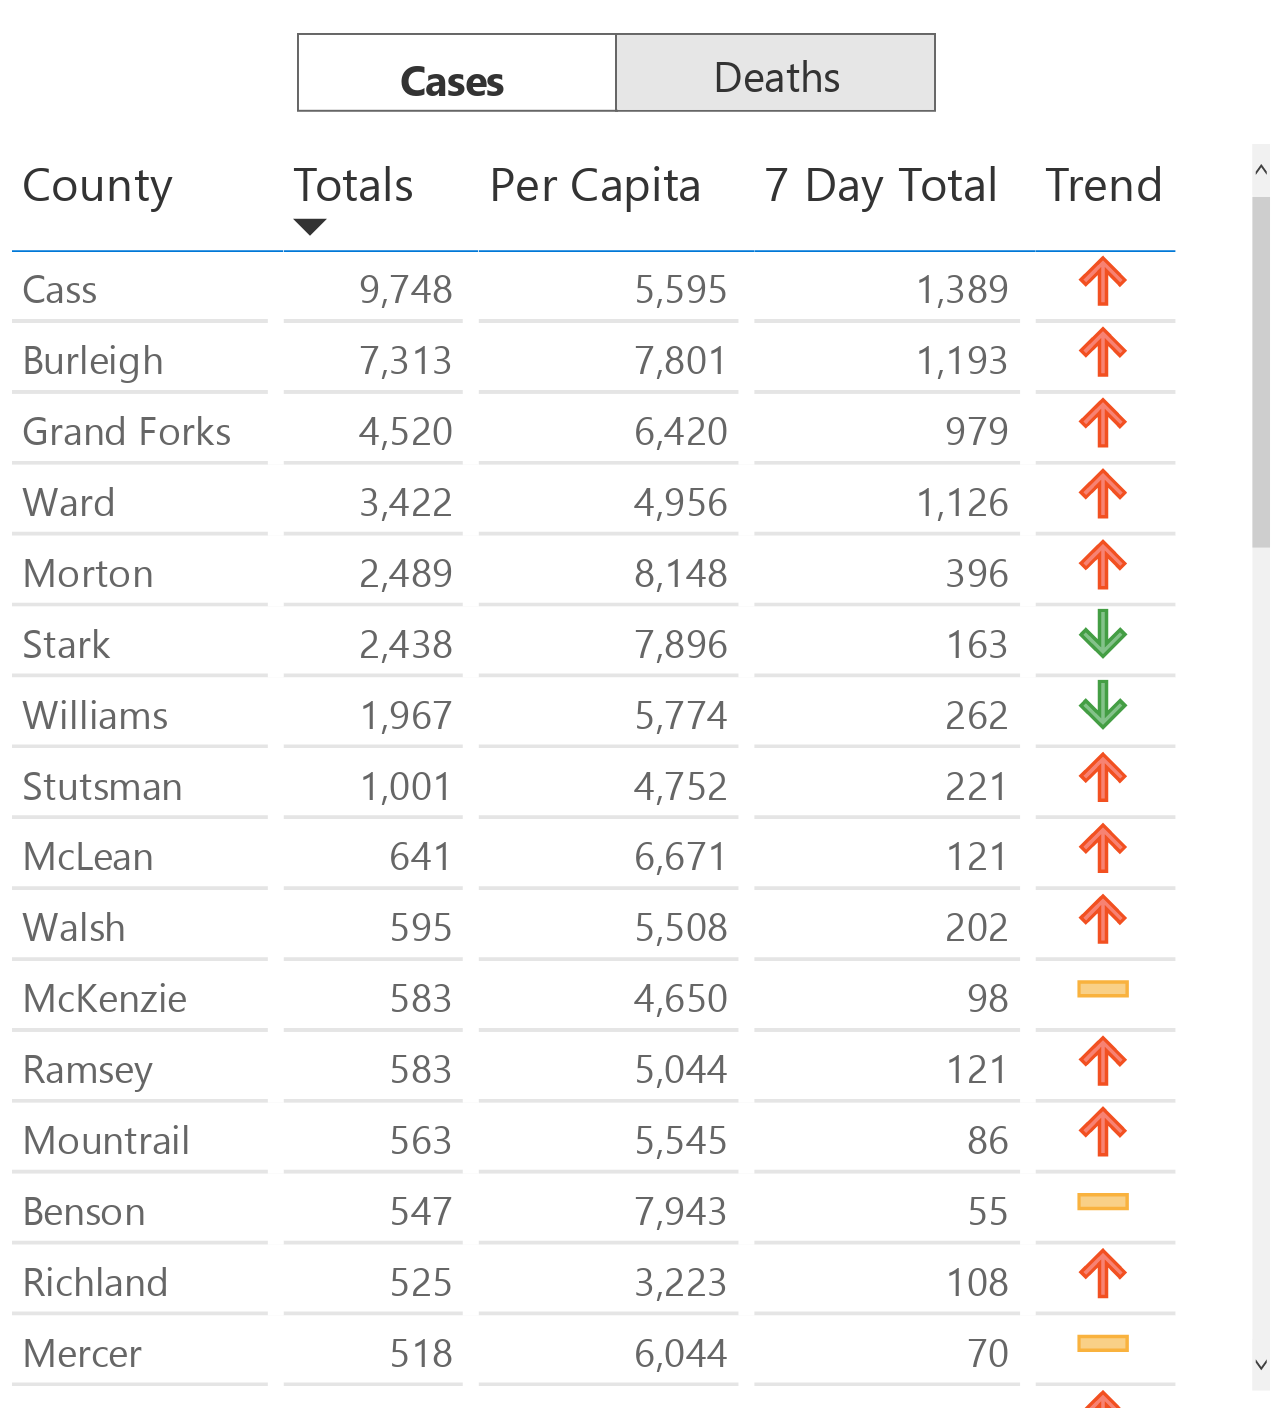 Cases Deaths
County Totals Per Capita 7 Day Total Trend
Cass 9,748 5,595 1,389
Burleigh 7,313 7,801 1,193
Grand Forks 4,520 6,420 979
Ward 3,422 4,956 1,126
Morton 2,489 8,148 396
Stark 2,438 7,896 163
Williams 1,967 5,774 262
Stutsman 1,001 4,752 221
McLean 641 6,671 121
Walsh 595 5,508 202
McKenzie 583 4,650 98
Ramsey 583 5,044 121
Mountrail 563 5,545 86
Benson 547 7,943 55
Richland 525 3,223 108
Mercer 518 6,044 70